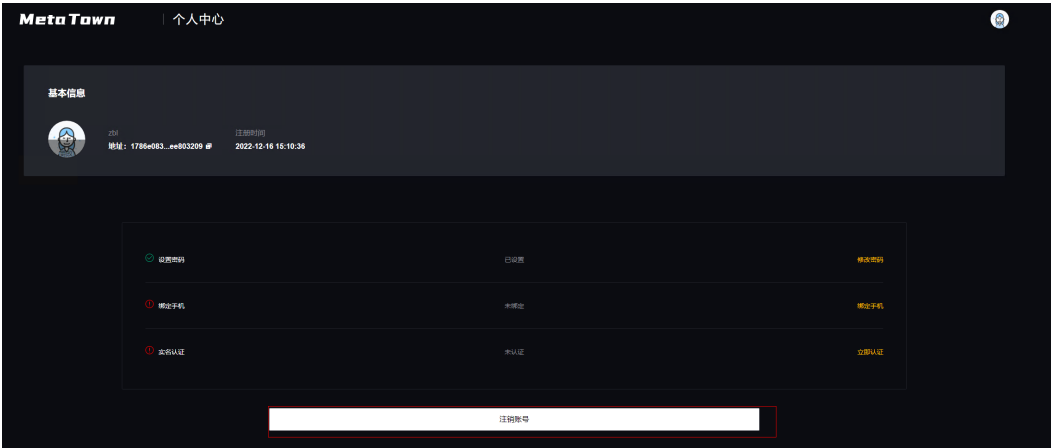 Meta Town 个人中心
基本信息
zbl 注册时间
地址：1786e083...ee803209 2022-12-16 15:10:36
设置密码 已设置 修改密码
绑定手机 未绑定 绑定手机
实名认证 未认证 立即认证
注销账号